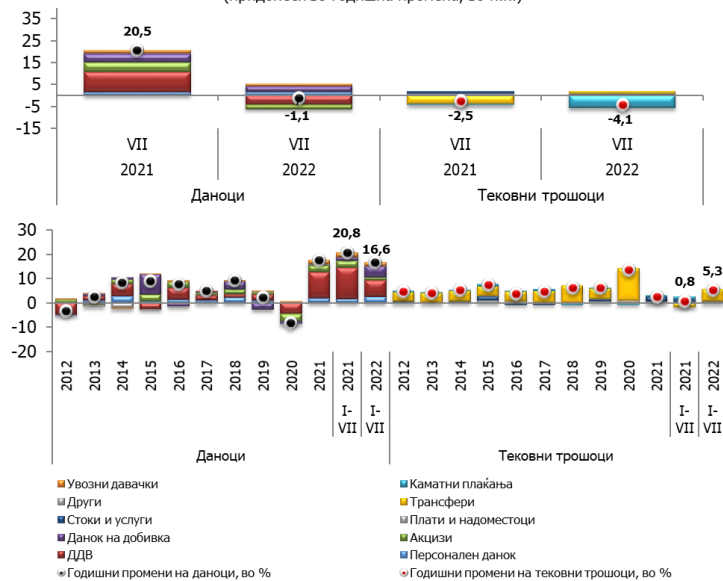 (придонеси во годишна промена, во п.п.)
35
25
15
5
-5
-15
20,5
-1,1
-2,5
-4,1
VII VII VII VII
2021 2022 2021 2022
Даноци Тековни трошоци
30
20
10
0
-10
-20
20,8
16,6
0,8
5,3
2012 2013 2014 2015 2016 2017 2018 2019 2020 2021 2021 2022 2012 2013 2014 2015 2016 2017 2018 2019 2020 2021 2021 2022
I-VII I-VII I-VII I-VII
Даноци Тековни трошоци
Увозни давачки Каматни плаќања
Други Трансфери
Стоки и услуги Плати и надоместоци
Данок на добивка Акцизи
ДДВ Персонален данок
Годишни промени на даноци, во % Годишни промени на тековни трошоци, во %